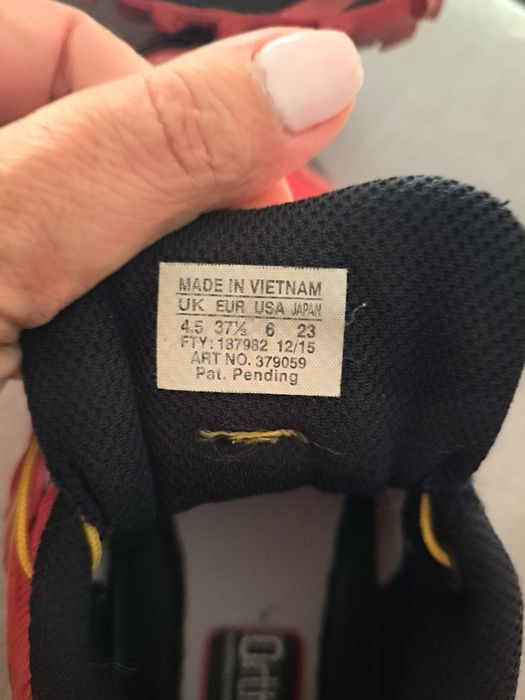 MADE IN VIETNAM
UK EUR USA JAPAN
4.5 37½ 6 23
FTY: 187982 12/15
ART NO. 379059
Pat. Pending
Orth